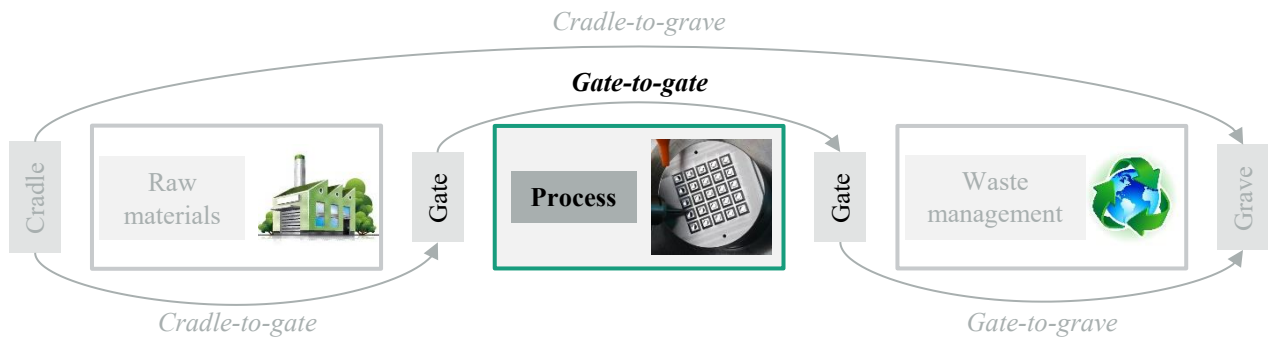 Cradle-to-grave
Gate-to-gate
Cradle
Raw
materials
Gate
Process
Gate
Waste
management
Grave
Cradle-to-gate
Gate-to-grave